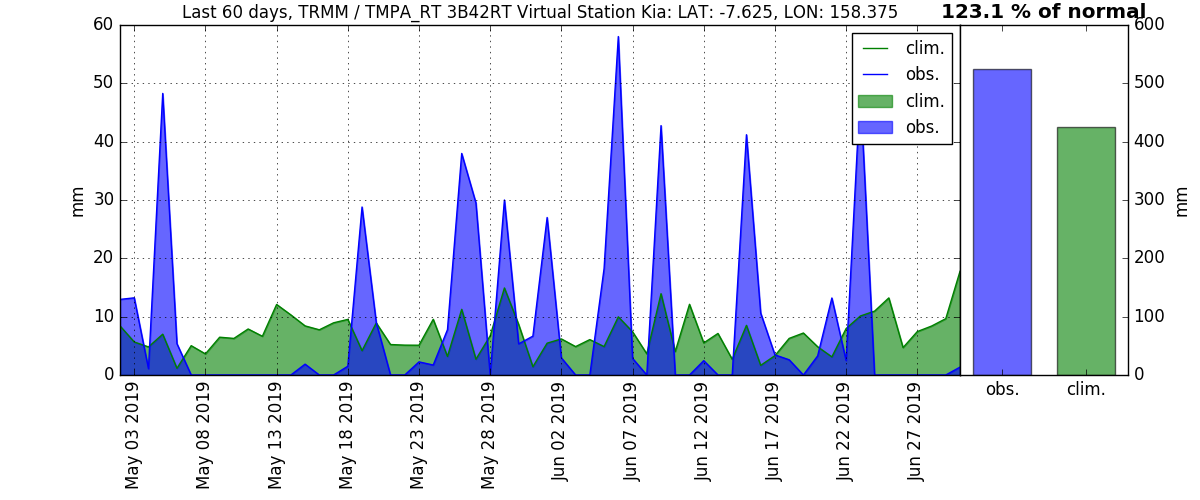 Last 60 days, TRMM / TMPA_RT 3B42RT Virtual Station Kia: LAT: -7.625, LON: 158.375
123.1 % of normal
60
50
40
30
20
10
0
mm
clim.
obs.
clim.
obs.
May 03 2019
May 08 2019
May 13 2019
May 18 2019
May 23 2019
May 28 2019
Jun 02 2019
Jun 07 2019
Jun 12 2019
Jun 17 2019
Jun 22 2019
Jun 27 2019
600
500
400
300
200
100
0
mm
obs.
clim.